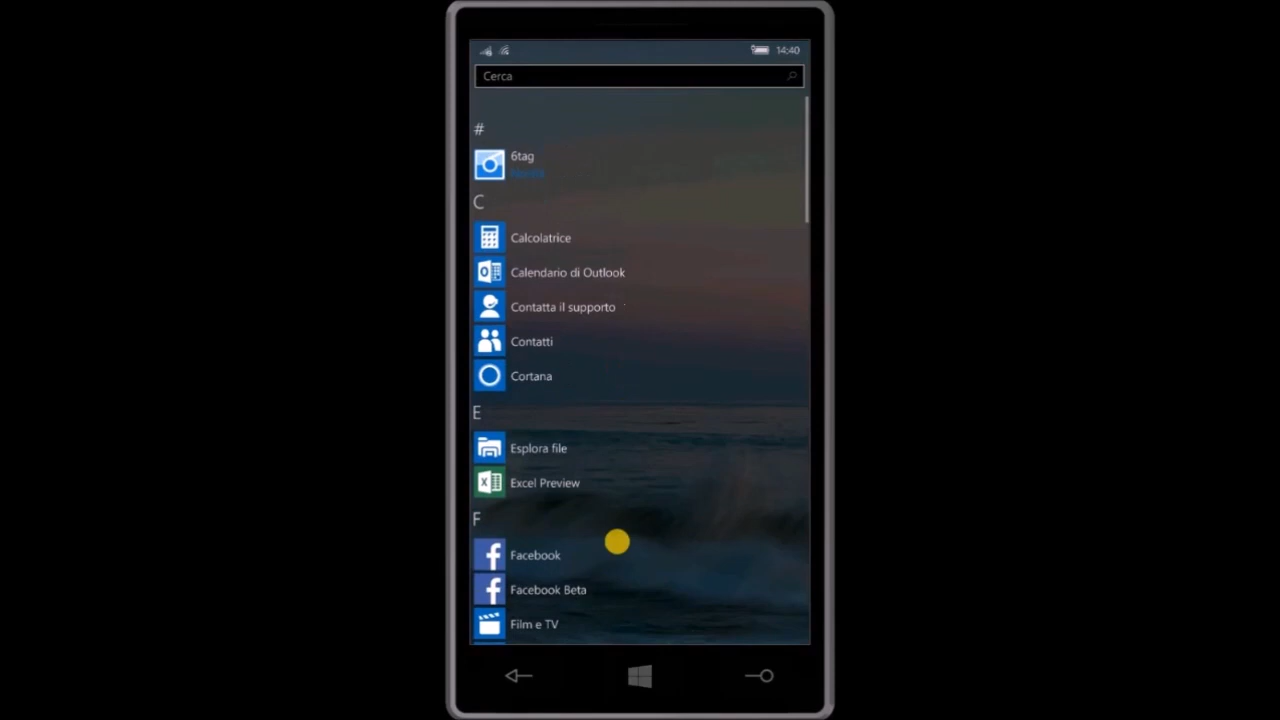 14:40
Cerca
#
6tag
C
Calcolatrice
Calendario di Outlook
Contatta il supporto
Contatti
Cortana
E
Esplora file
Excel Preview
F
Facebook
Facebook Beta
Film e TV